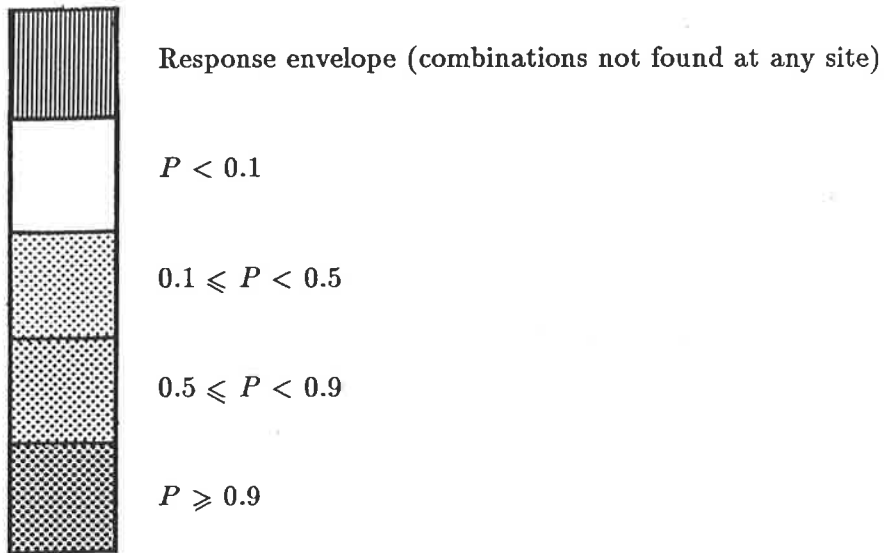 Response envelope (combinations not found at any site)
P < 0.1
0.1 ⩽ P < 0.5
0.5 ⩽ P < 0.9
P ⩾ 0.9